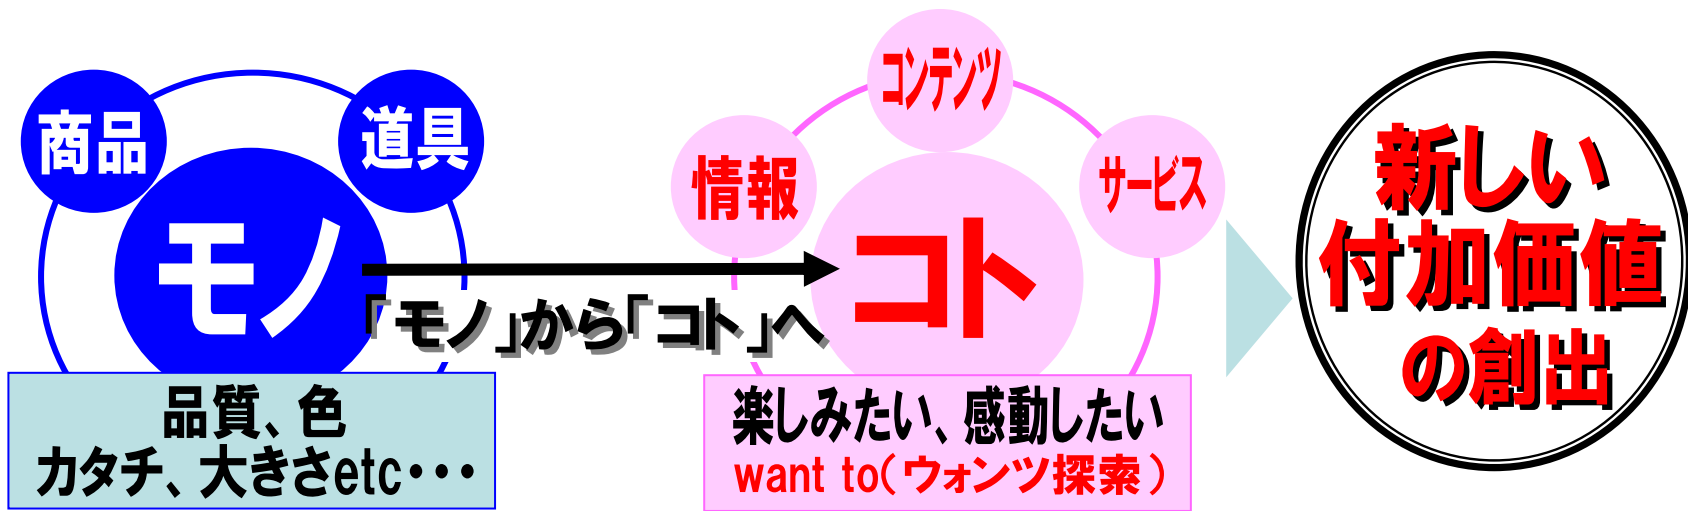 商品
道具
モノ
品質、色
カタチ、大きさetc・・・
「モノ」から「コト」へ
コンテンツ
情報
サービス
コト
楽しみたい、感動したい
want to(ウォンツ探索)
新しい
付加価値
の創出